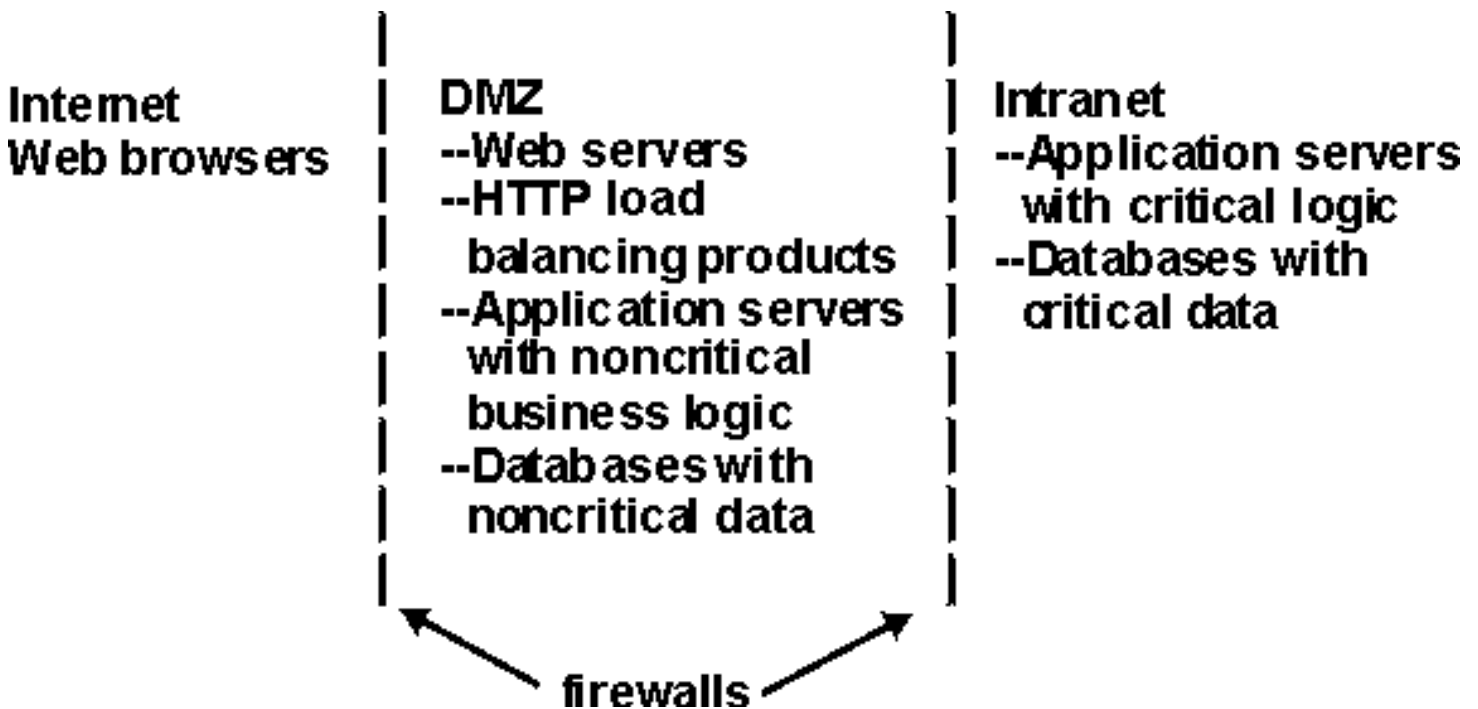 Internet
Web browsers
DMZ
--Web servers
--HTTP load
balancing products
--Application servers
with noncritical
business logic
--Databases with
noncritical data
Intranet
--Application servers
with critical logic
--Databases with
critical data
firewalls